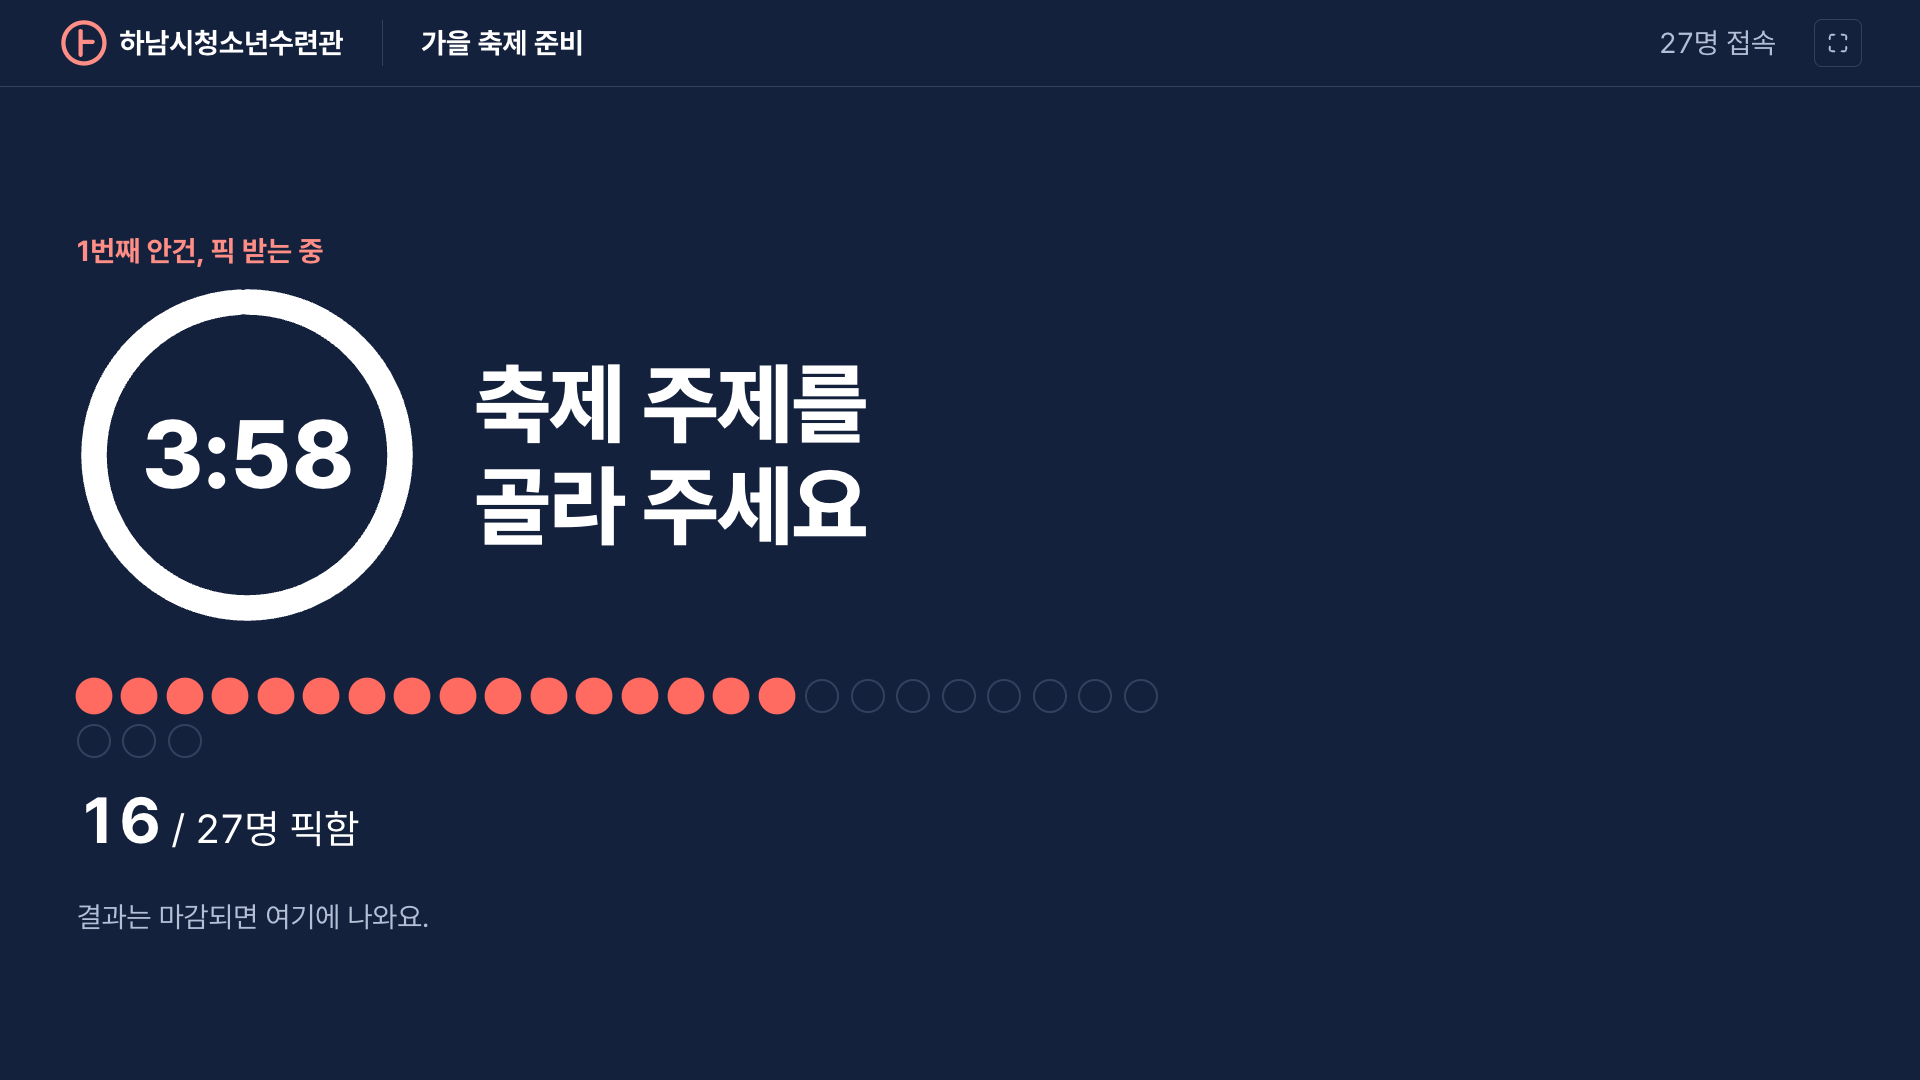 하남시청소년수련관
가을 축제 준비
27명 접속
1번째 안건, 픽 받는 중
3:58
축제 주제를
골라 주세요
16 / 27명 픽함
결과는 마감되면 여기에 나와요.